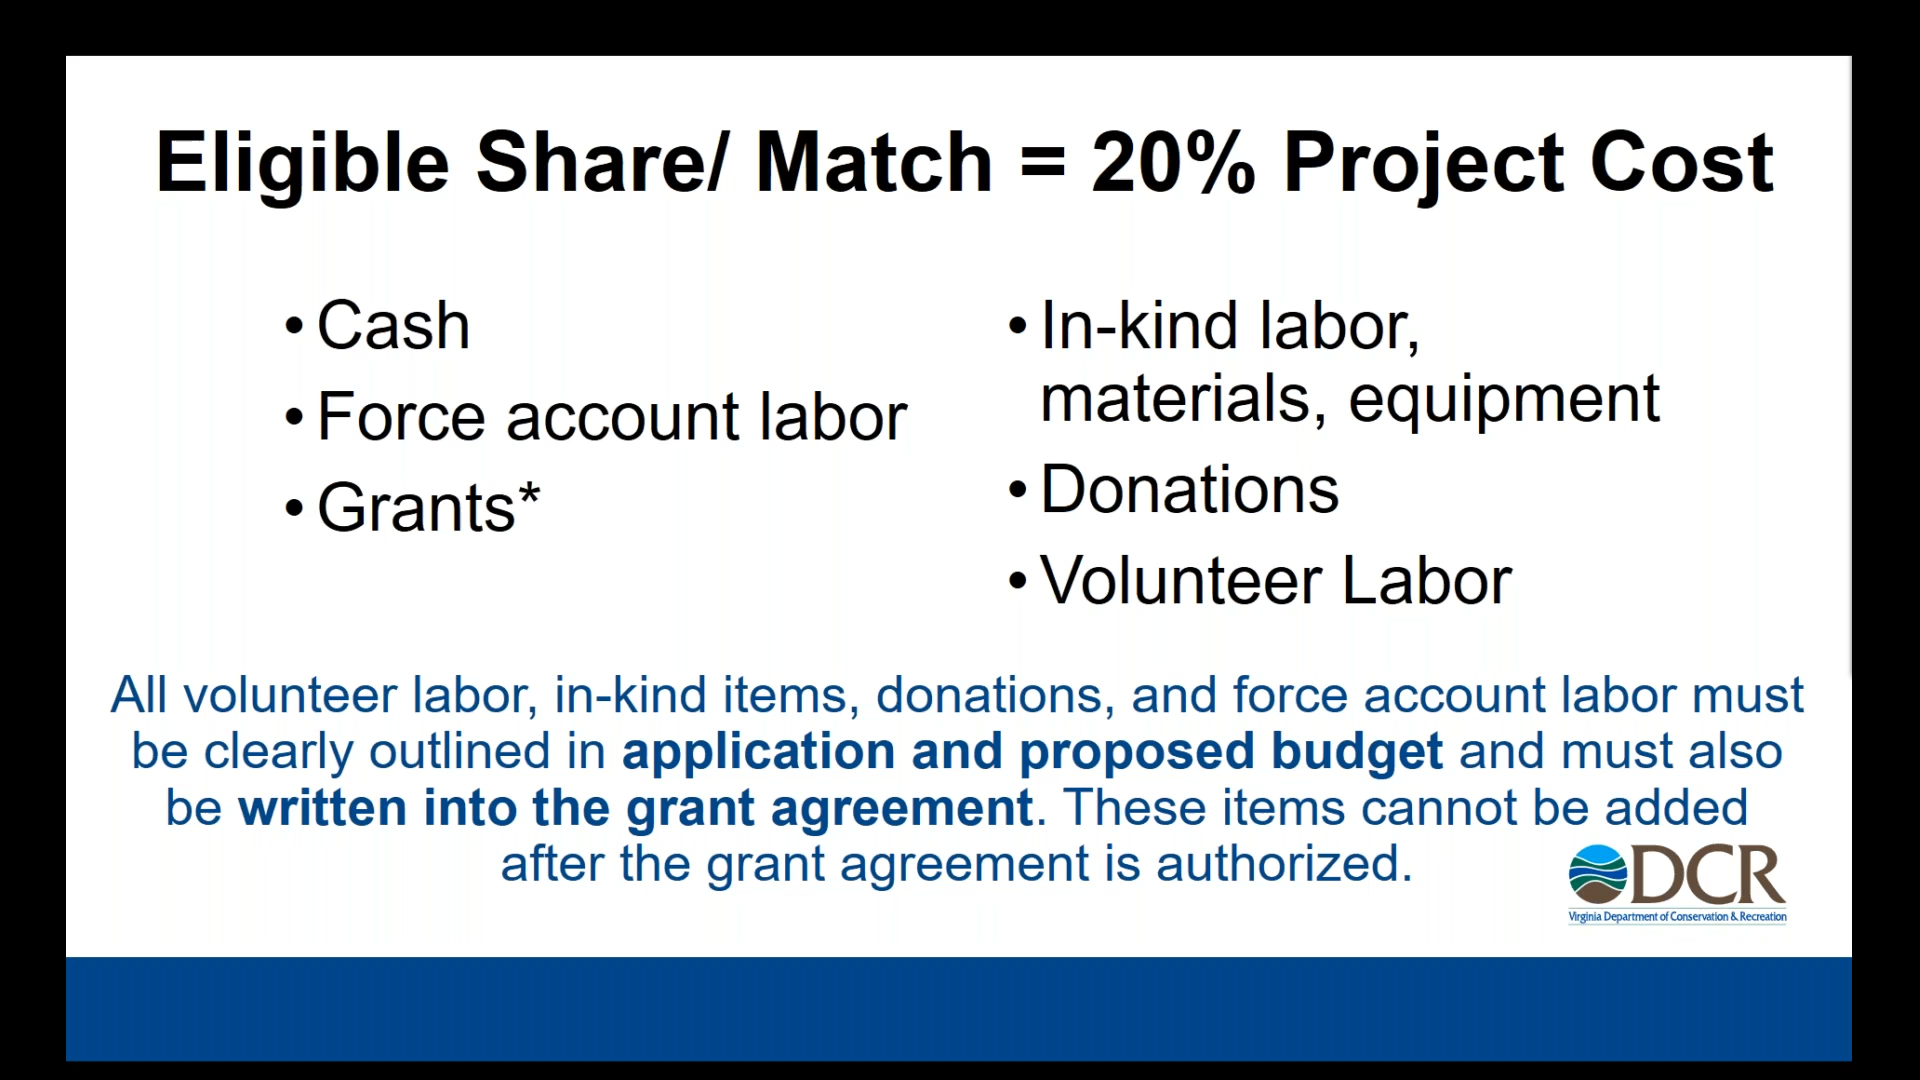 Eligible Share/ Match = 20% Project Cost
• Cash
• Force account labor
• Grants*
• In-kind labor,
materials, equipment
• Donations
• Volunteer Labor
All volunteer labor, in-kind items, donations, and force account labor must
be clearly outlined in application and proposed budget and must also
be written into the grant agreement. These items cannot be added
after the grant agreement is authorized.
DCR
Virginia Department of Conservation & Recreation